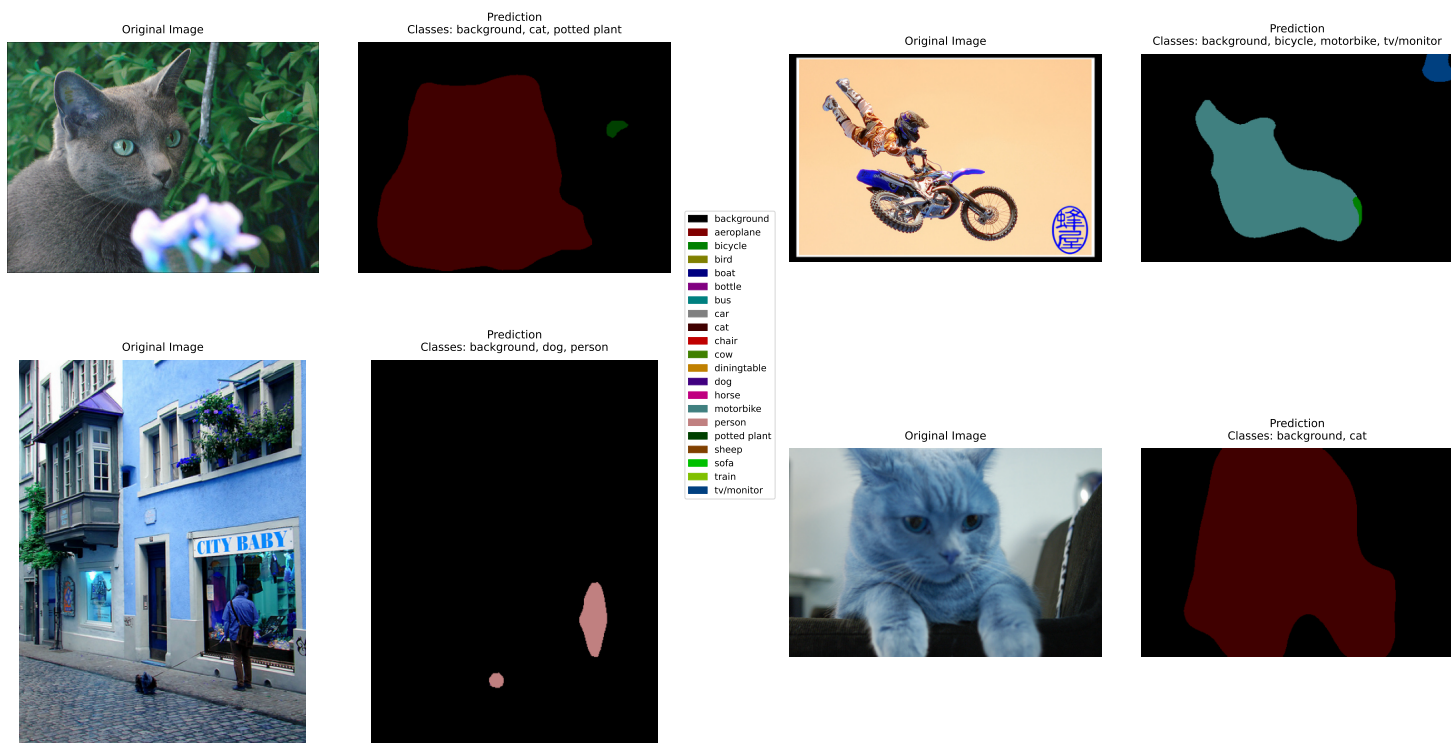 Original Image
Prediction
Classes: background, cat, potted plant
Original Image
Prediction
Classes: background, bicycle, motorbike, tv/monitor
蜂
屋
background
aeroplane
bicycle
bird
boat
bottle
bus
car
cat
chair
cow
diningtable
dog
horse
motorbike
person
potted plant
sheep
sofa
train
tv/monitor
Original Image
Prediction
Classes: background, dog, person
CITY BABY
Original Image
Prediction
Classes: background, cat